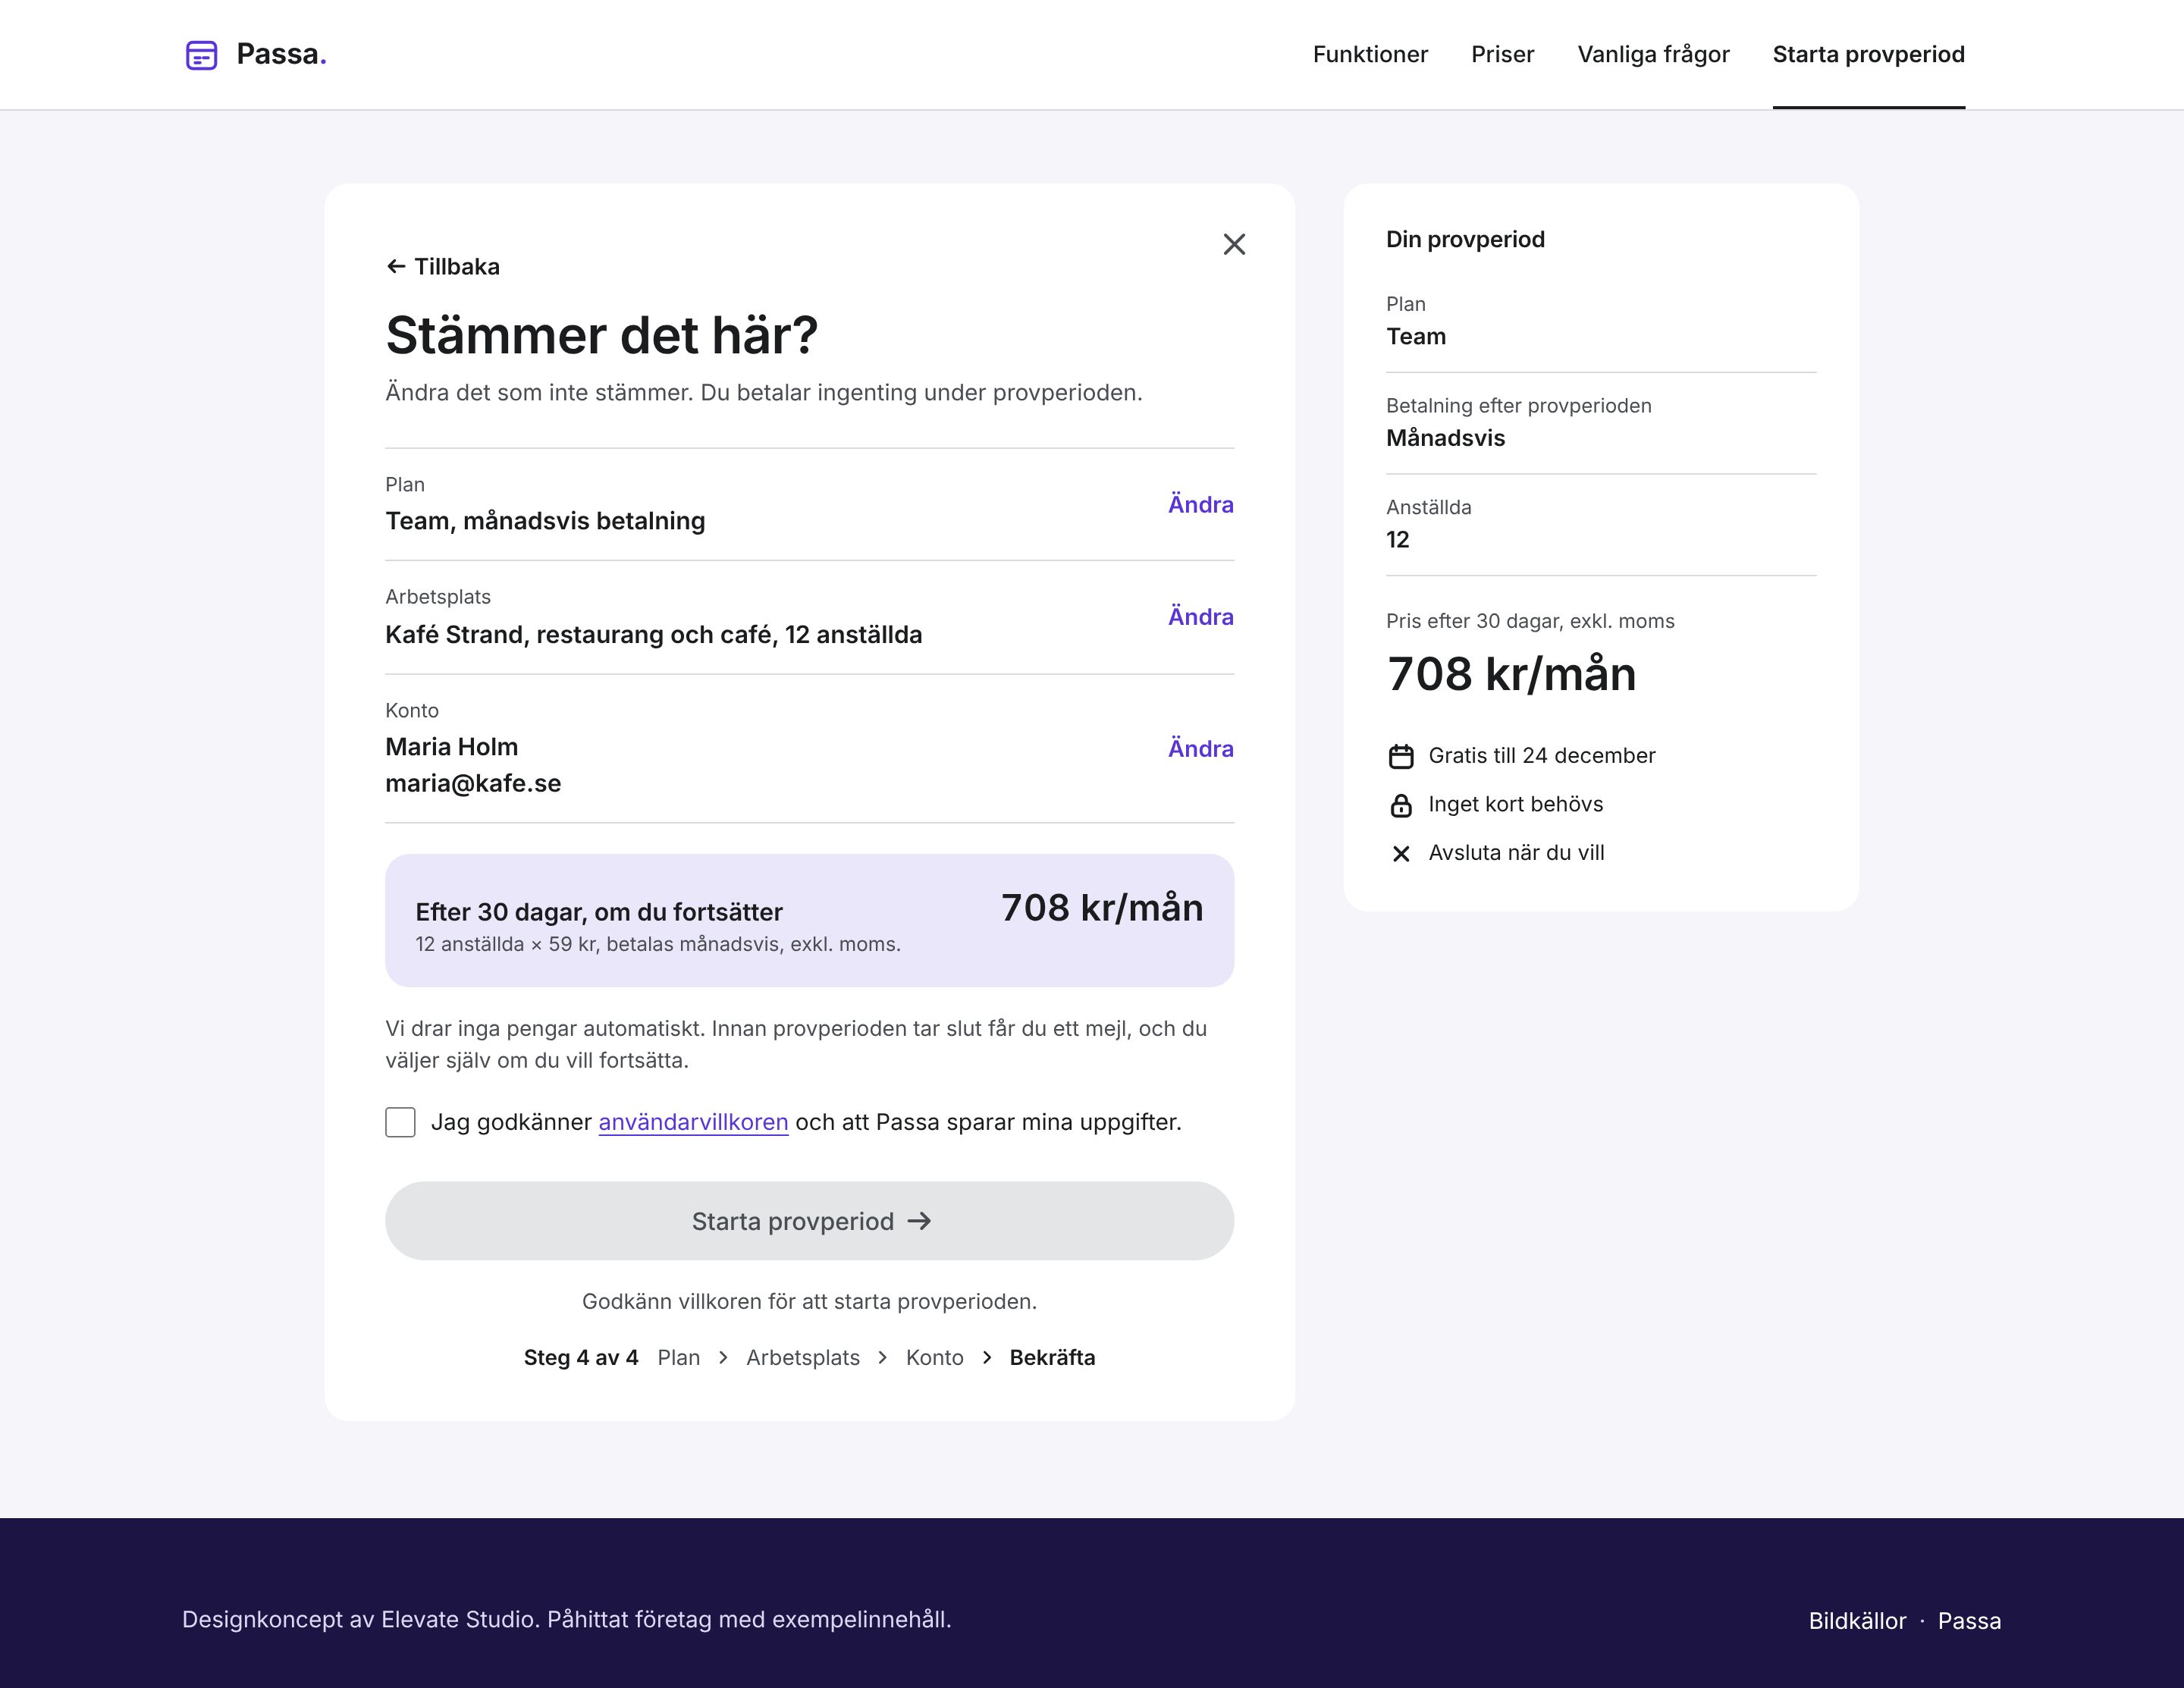 Passa.
Funktioner
Priser
Vanliga frågor
Starta provperiod
← Tillbaka
Stämmer det här?
Ändra det som inte stämmer. Du betalar ingenting under provperioden.
Plan
Team, månadsvis betalning
Ändra
Arbetsplats
Kafé Strand, restaurang och café, 12 anställda
Ändra
Konto
Maria Holm
maria@kafe.se
Ändra
Efter 30 dagar, om du fortsätter
708 kr/mån
12 anställda × 59 kr, betalas månadsvis, exkl. moms.
Vi drar inga pengar automatiskt. Innan provperioden tar slut får du ett mejl, och du
väljer själv om du vill fortsätta.
Jag godkänner användarvillkoren och att Passa sparar mina uppgifter.
Starta provperiod →
Godkänn villkoren för att starta provperioden.
Steg 4 av 4 Plan > Arbetsplats > Konto > Bekräfta
Din provperiod
Plan
Team
Betalning efter provperioden
Månadsvis
Anställda
12
Pris efter 30 dagar, exkl. moms
708 kr/mån
Gratis till 24 december
Inget kort behövs
Avsluta när du vill
Designkoncept av Elevate Studio. Påhittat företag med exempelinnehåll.
Bildkällor · Passa